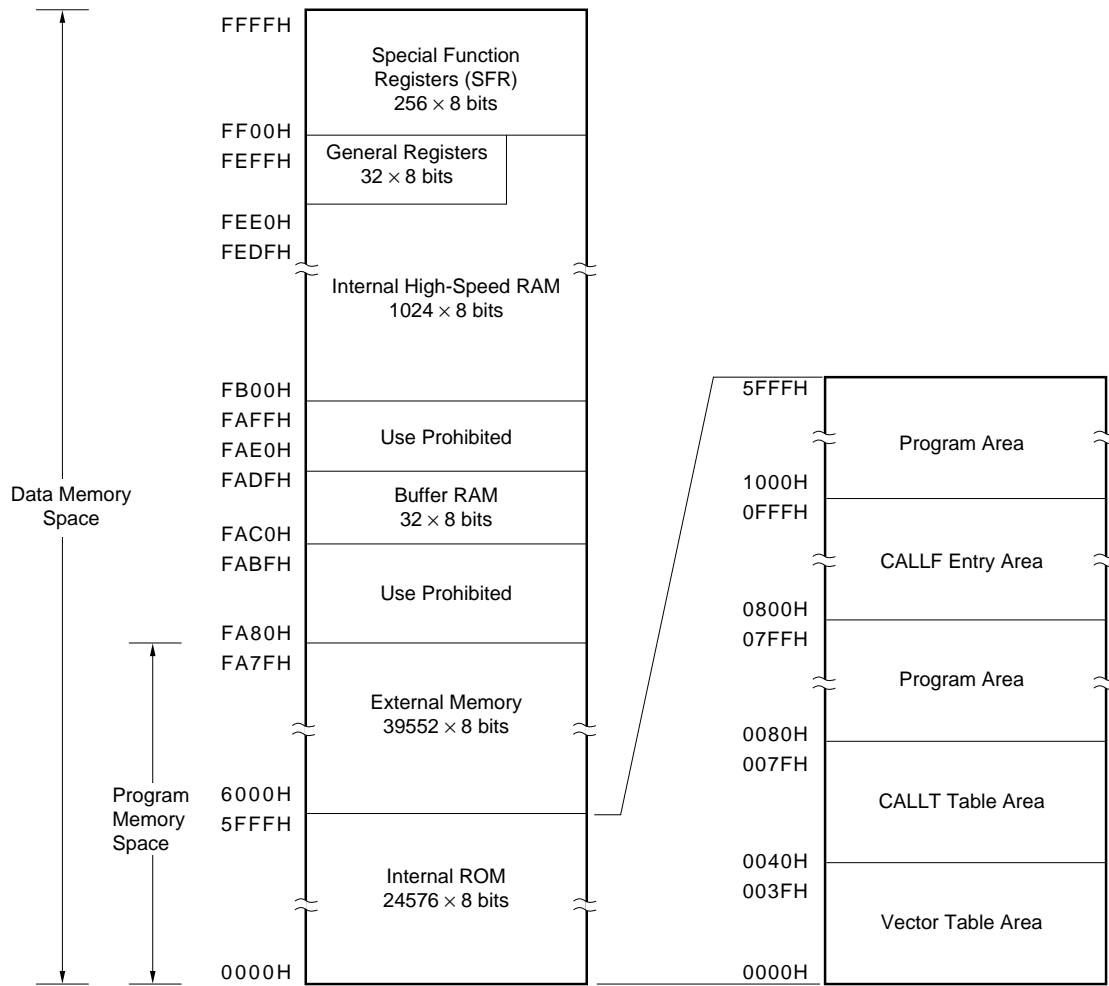 FFFFH
Special Function
Registers (SFR)
256 × 8 bits
FF00H
FEFFH
General Registers
32 × 8 bits
FEE0H
FEDFH
Internal High-Speed RAM
1024 × 8 bits
FB00H
FAFFH
Use Prohibited
FAE0H
FADFH
Data Memory
Space
Buffer RAM
32 × 8 bits
FAC0H
FABFH
Use Prohibited
FA80H
FA7FH
External Memory
39552 × 8 bits
Program
Memory
Space
6000H
5FFFH
Internal ROM
24576 × 8 bits
0000H
5FFFH
Program Area
1000H
0FFFH
CALLF Entry Area
0800H
07FFH
Program Area
0080H
007FH
CALLT Table Area
0040H
003FH
Vector Table Area
0000H